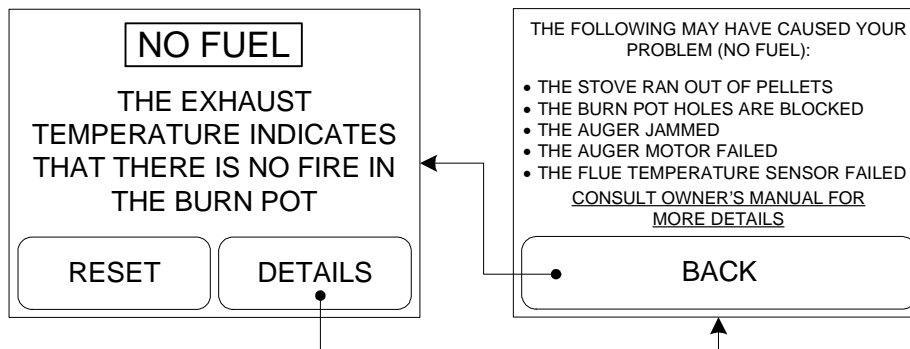 NO FUEL
THE EXHAUST
TEMPERATURE INDICATES
THAT THERE IS NO FIRE IN
THE BURN POT
RESET
DETAILS
THE FOLLOWING MAY HAVE CAUSED YOUR
PROBLEM (NO FUEL):
• THE STOVE RAN OUT OF PELLETS
• THE BURN POT HOLES ARE BLOCKED
• THE AUGER JAMMED
• THE AUGER MOTOR FAILED
• THE FLUE TEMPERATURE SENSOR FAILED
CONSULT OWNER'S MANUAL FOR
MORE DETAILS
BACK